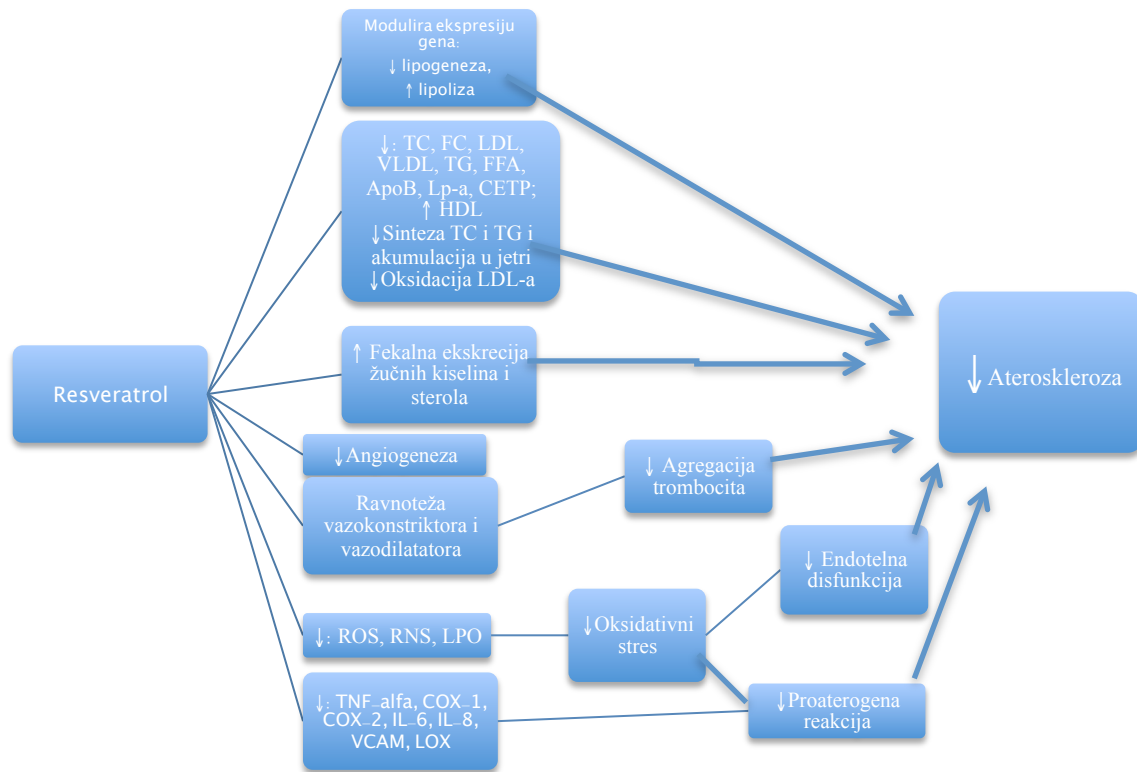 Modulira ekspresiju
gena:
↓ lipogeneza,
↑ lipoliza
↓: TC, FC, LDL,
VLDL, TG, FFA,
ApoB, Lp-a, CETP;
↑ HDL
↓Sinteza TC i TG i
akumulacija u jetri
↓Oksidacija LDL-a
Resveratrol
↑ Fekalna ekskrecija
žučnih kiselina i
sterola
↓ Ateroskleroza
↓Angiogeneza
Ravnoteža
vazokonstriktora i
vazodilatatora
↓ Agregacija
trombocita
↓ Endotelna
disfunkcija
↓: ROS, RNS, LPO
↓Oksidativni
stres
↓: TNF-alfa, COX-1,
COX-2, IL-6, IL-8,
VCAM, LOX
↓Proaterogena
reakcija